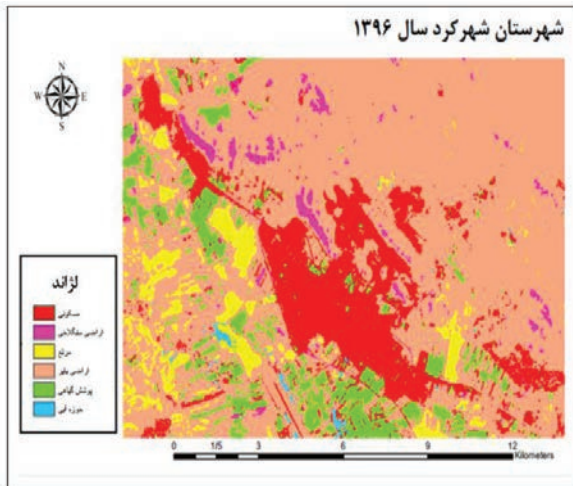 شهرستان شهرکرد سال ۱۳۹۶
N
W E
S
لژاند
مسکونی
اراضی سنگلاخی
مرتع
اراضی بایر
پوشش گیاهی
حوزه آبی
0 1/5 3 6 9 12
Kilometers